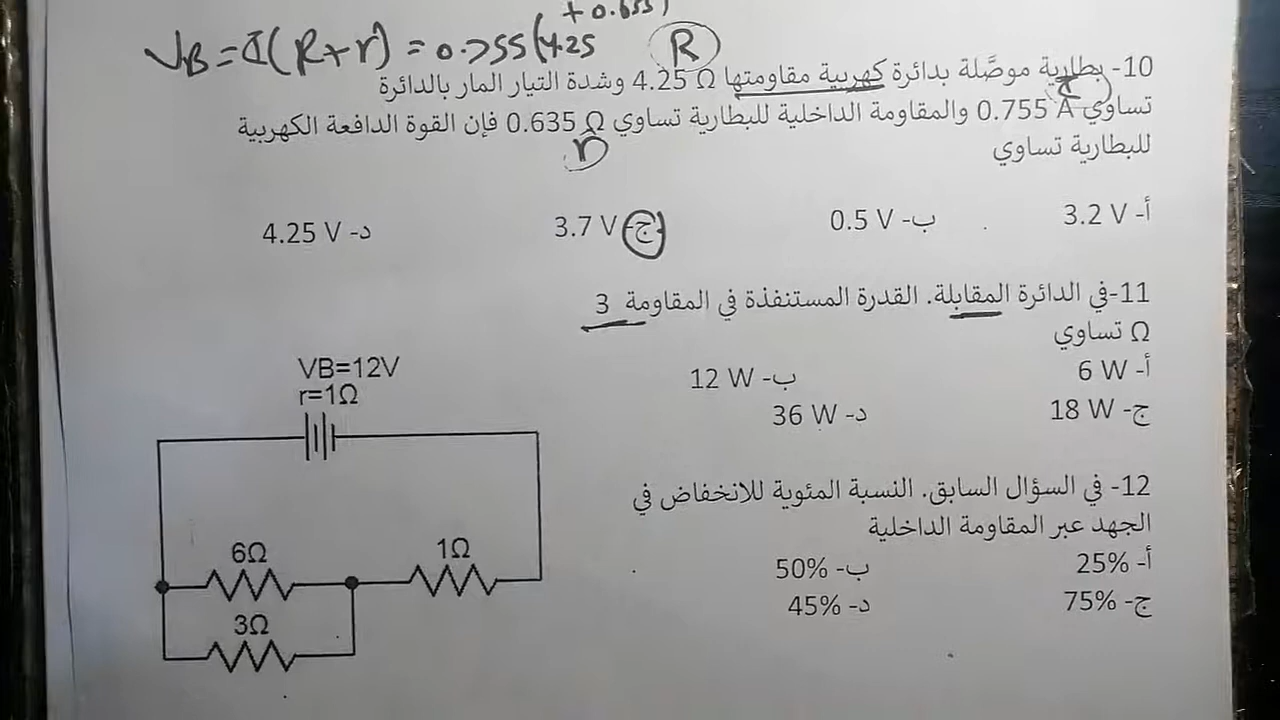 VB = I(R+r) = 0.755(4.25 + 0.635)
R
10- بطارية موصَّلة بدائرة كهربية مقاومتها 4.25 Ω وشدة التيار المار بالدائرة
تساوي 0.755 A والمقاومة الداخلية للبطارية تساوي 0.635 Ω فإن القوة الدافعة الكهربية
r
للبطارية تساوي
أ- 3.2 V ب- 0.5 V ج- 3.7 V د- 4.25 V
11-في الدائرة المقابلة. القدرة المستنفذة في المقاومة 3
Ω تساوي
أ- 6 W ب- 12 W
ج- 18 W د- 36 W
VB=12V
r=1Ω
6Ω
1Ω
3Ω
12- في السؤال السابق. النسبة المئوية للانخفاض في
الجهد عبر المقاومة الداخلية
أ- 25% ب- 50%
ج- 75% د- 45%